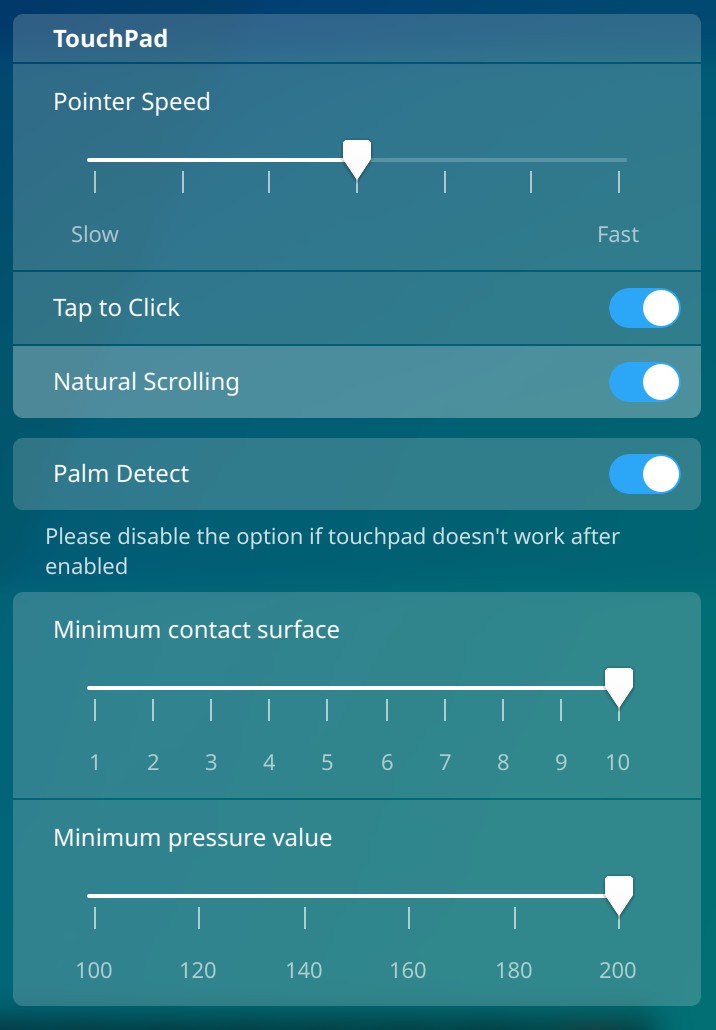 TouchPad
Pointer Speed
Slow Fast
Tap to Click
Natural Scrolling
Palm Detect
Please disable the option if touchpad doesn't work after
enabled
Minimum contact surface
1 2 3 4 5 6 7 8 9 10
Minimum pressure value
100 120 140 160 180 200